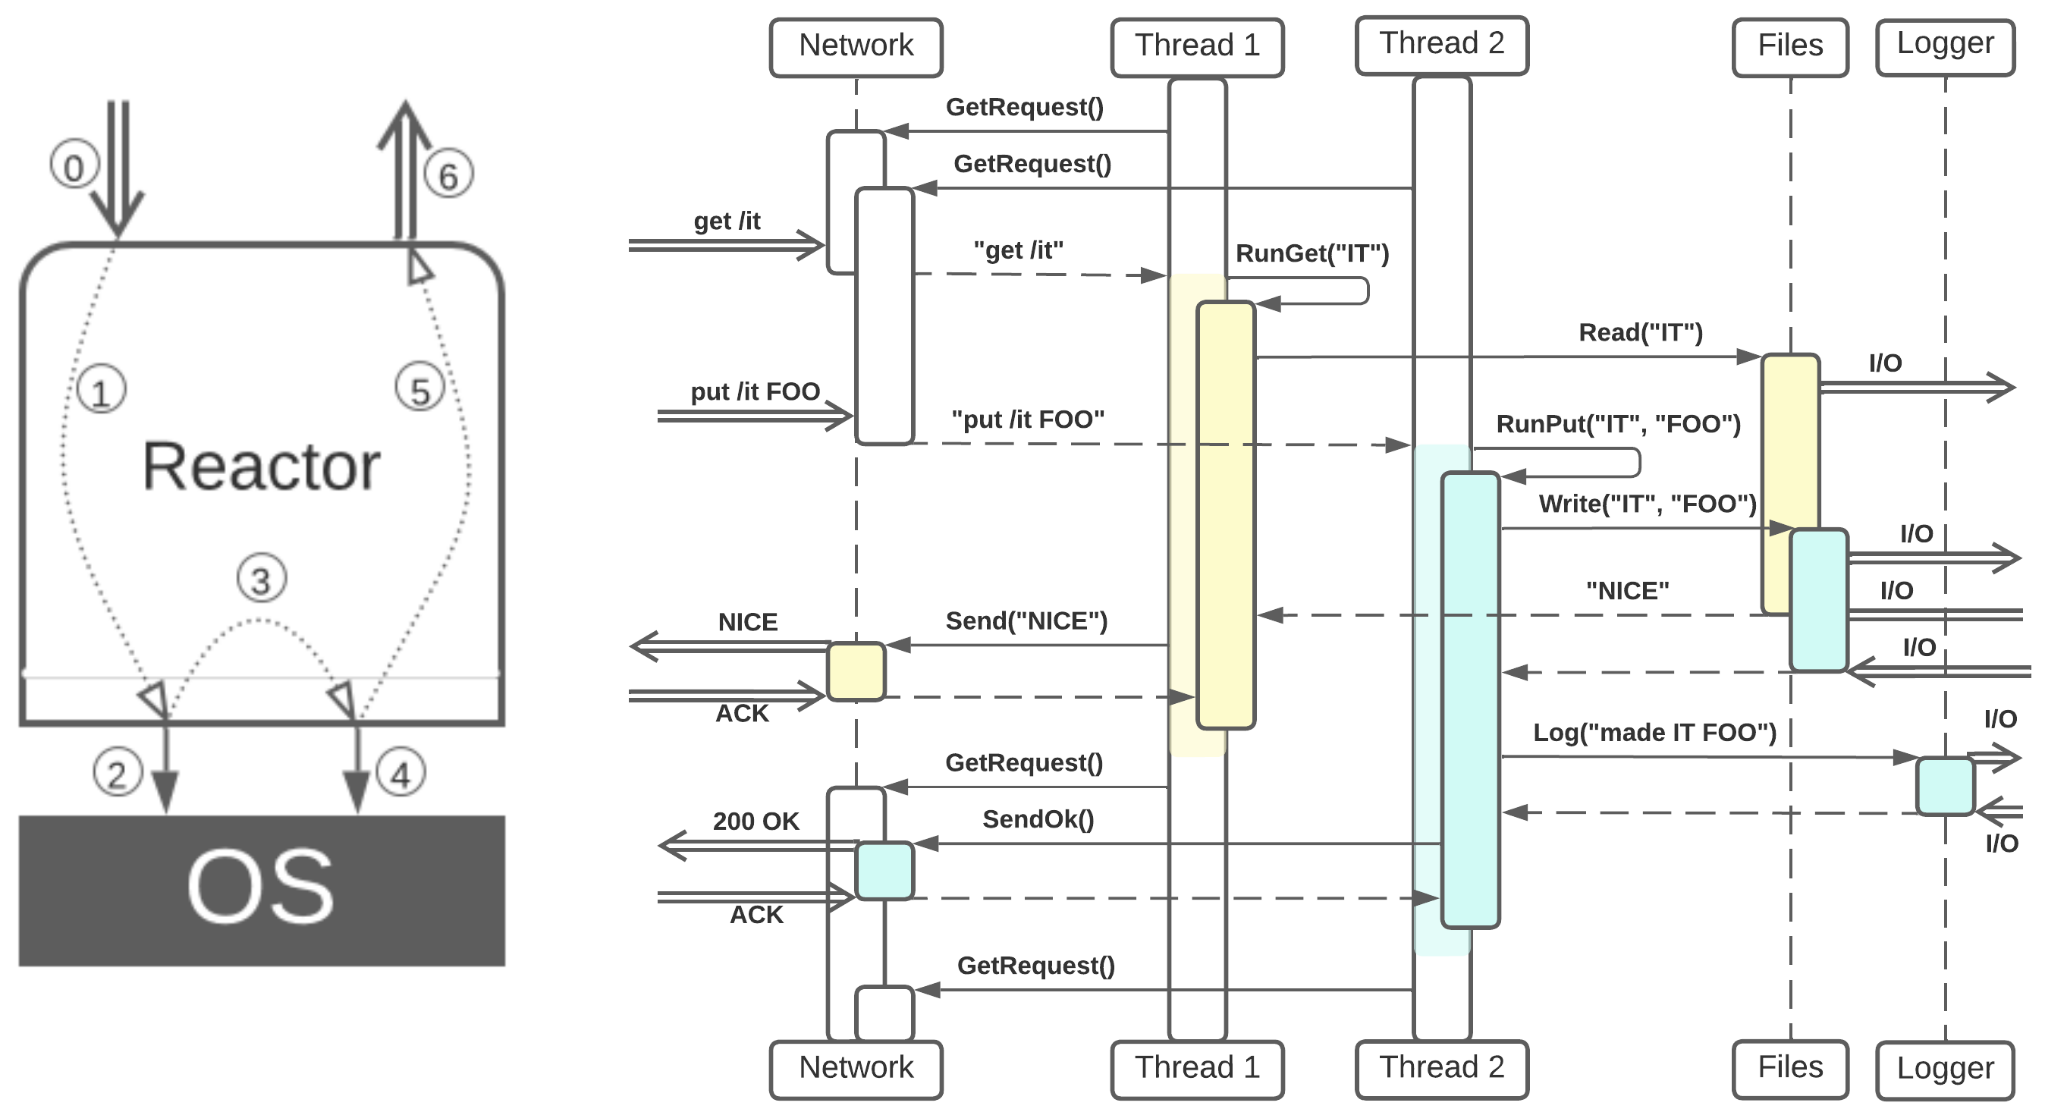 0
6
1
5
Reactor
3
2
4
OS
Network
Thread 1
Thread 2
Files
Logger
GetRequest()
GetRequest()
get /it
"get /it"
RunGet("IT")
Read("IT")
I/O
put /it FOO
"put /it FOO"
RunPut("IT", "FOO")
Write("IT", "FOO")
I/O
"NICE"
I/O
NICE
Send("NICE")
I/O
ACK
I/O
Log("made IT FOO")
GetRequest()
200 OK
SendOk()
I/O
ACK
GetRequest()
Network
Thread 1
Thread 2
Files
Logger